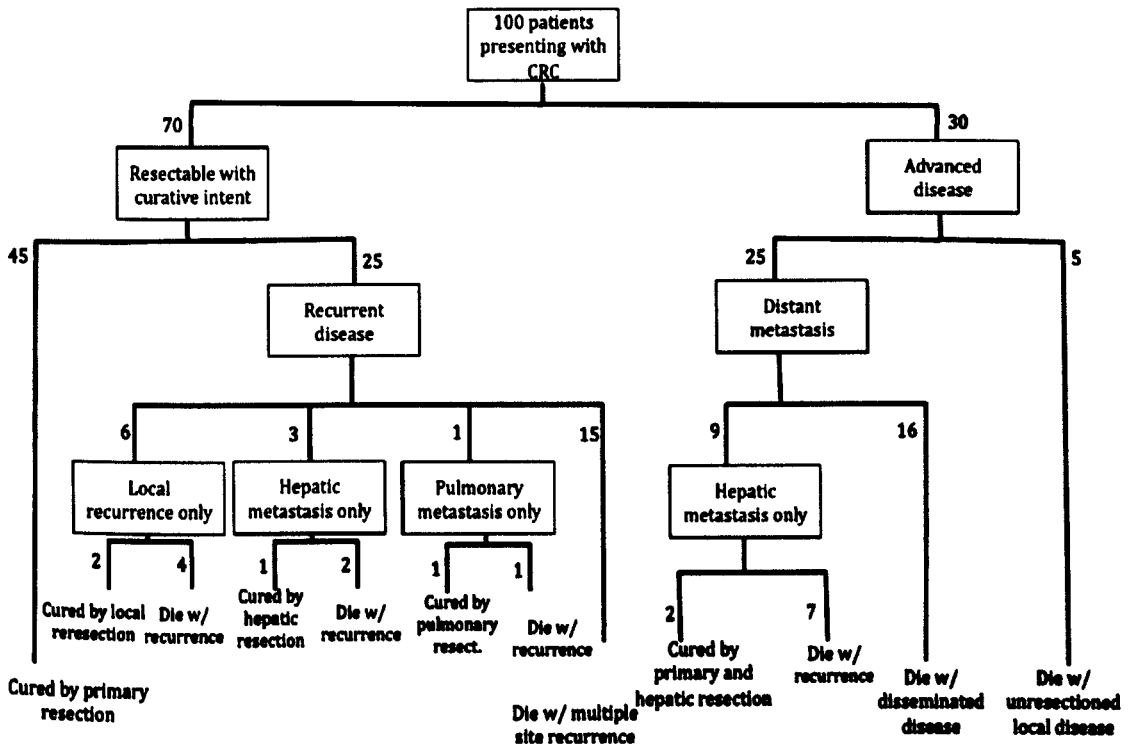 100 patients
presenting with
CRC
70
30
Resectable with
curative intent
Advanced
disease
45
25
25
5
Recurrent
disease
Distant
metastasis
6
3
1
15
9
16
Local
recurrence only
Hepatic
metastasis only
Pulmonary
metastasis only
Hepatic
metastasis only
2
4
1
2
1
1
2
7
Cured by local
reresection
Die w/
recurrence
Cured by
hepatic
resection
Die w/
recurrence
Cured by
pulmonary
resect.
Die w/
recurrence
Cured by
primary and
hepatic resection
Die w/
recurrence
Cured by primary
resection
Die w/ multiple
site recurrence
Die w/
disseminated
disease
Die w/
unresectioned
local disease